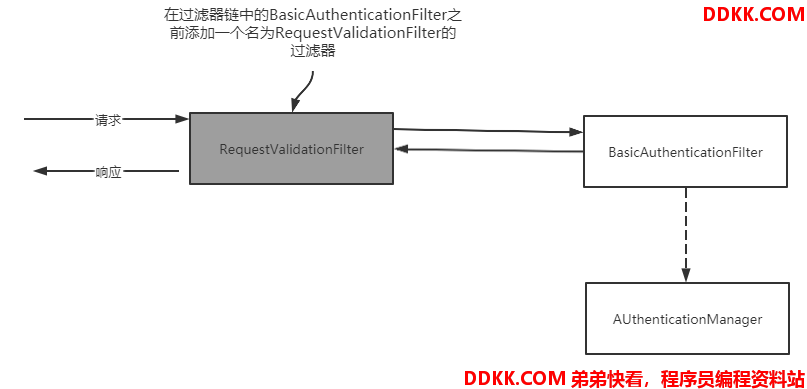 DDKK.COM
在过滤器链中的BasicAuthenticationFilter之
前添加一个名为RequestValidationFilter的
过滤器
请求
响应
RequestValidationFilter
BasicAuthenticationFilter
AUthenticationManager
DDKK.COM 弟弟快看，程序员编程资料站